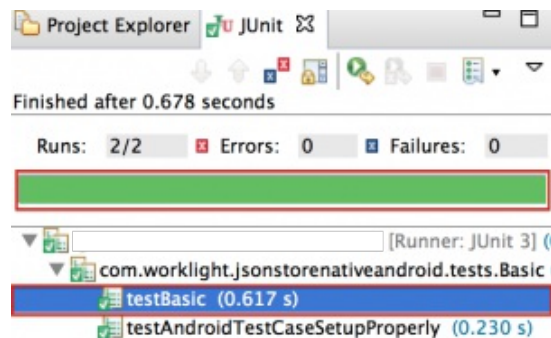 Project Explorer JUnit
Finished after 0.678 seconds
Runs: 2/2 Errors: 0 Failures: 0
[Runner: JUnit 3]
com.worklight.jsonstorenativeandroid.tests.Basic
testBasic (0.617 s)
testAndroidTestCaseSetupProperly (0.230 s)